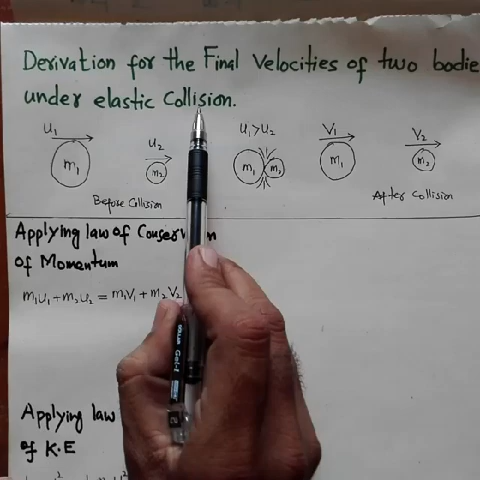 Derivation for the Final Velocities of two bodie
under elastic Collision.
U₁ U₂ U₁>U₂ V₁ V₂
m₁ m₂ m₁ m₂ m₁ m₂
Before Collision After Collision
Applying law of
of Momentum
m₁U₁+m₂U₂ = m₁V₁+m₂V₂
Applying law
of K.E